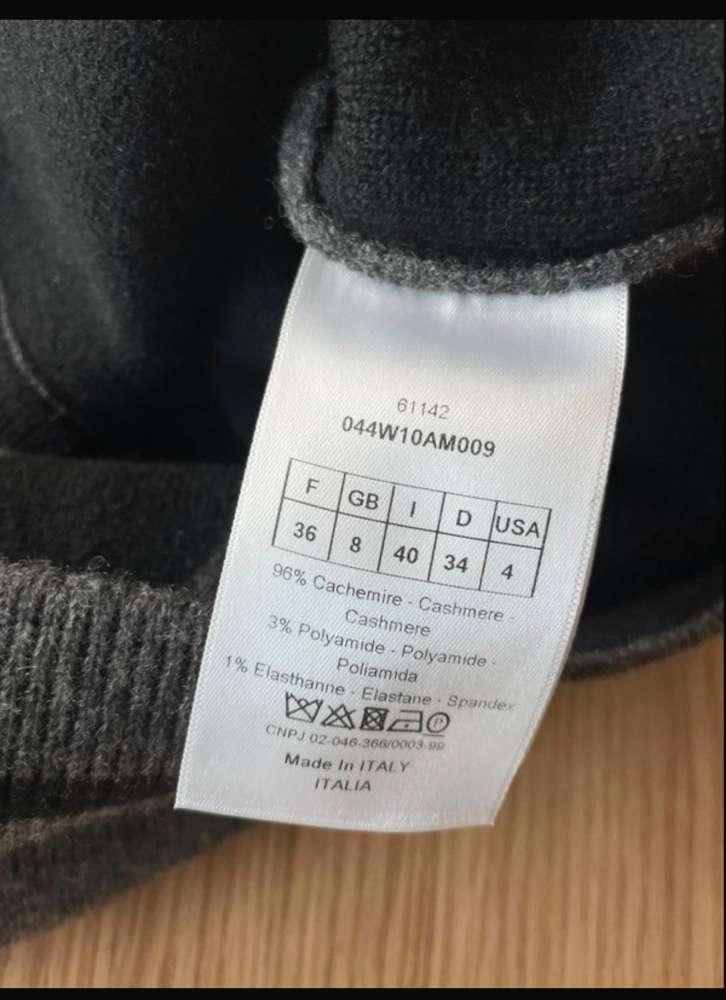 61142
044W10AM009
F GB I D USA
36 8 40 34 4
96% Cachemire - Cashmere -
Cashmere
3% Polyamide - Polyamide -
Poliamida
1% Elasthanne - Elastane - Spandex
P
CNPJ 02-046-366/0003-99
Made In ITALY
ITALIA